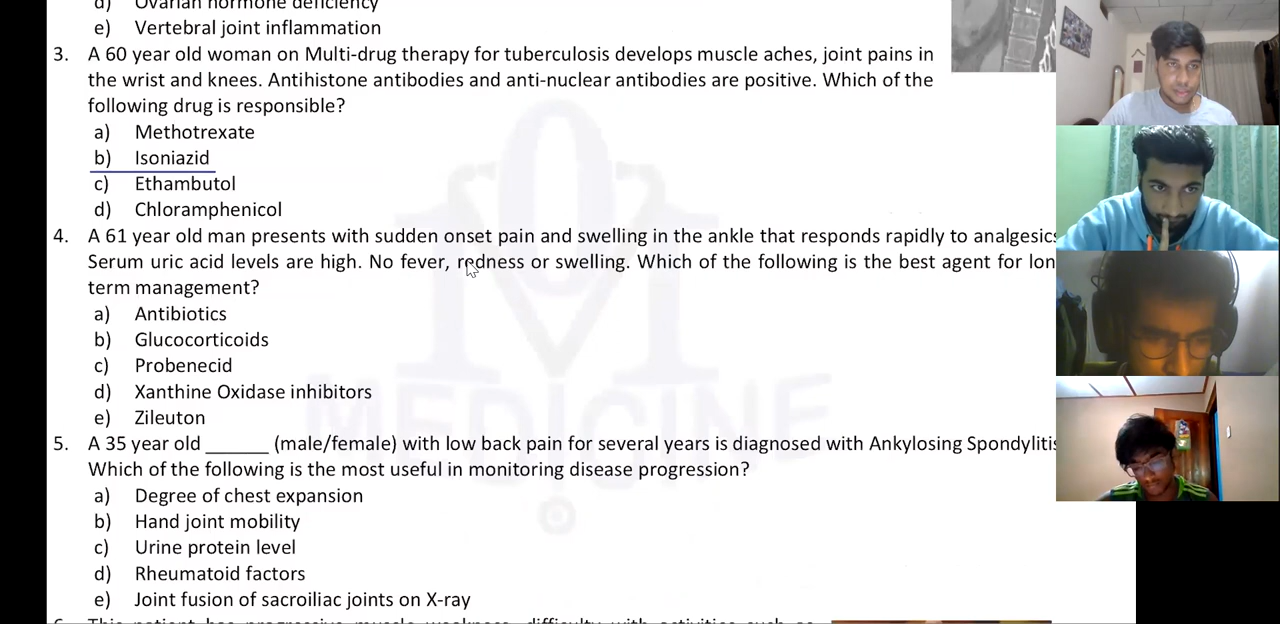 d) Ovarian hormone deficiency
e) Vertebral joint inflammation
3. A 60 year old woman on Multi-drug therapy for tuberculosis develops muscle aches, joint pains in
the wrist and knees. Antihistone antibodies and anti-nuclear antibodies are positive. Which of the
following drug is responsible?
a) Methotrexate
b) Isoniazid
c) Ethambutol
d) Chloramphenicol
4. A 61 year old man presents with sudden onset pain and swelling in the ankle that responds rapidly to analgesics
Serum uric acid levels are high. No fever, redness or swelling. Which of the following is the best agent for lon
term management?
a) Antibiotics
b) Glucocorticoids
c) Probenecid
d) Xanthine Oxidase inhibitors
e) Zileuton
5. A 35 year old ______ (male/female) with low back pain for several years is diagnosed with Ankylosing Spondylitis
Which of the following is the most useful in monitoring disease progression?
a) Degree of chest expansion
b) Hand joint mobility
c) Urine protein level
d) Rheumatoid factors
e) Joint fusion of sacroiliac joints on X-ray
MEDICINE